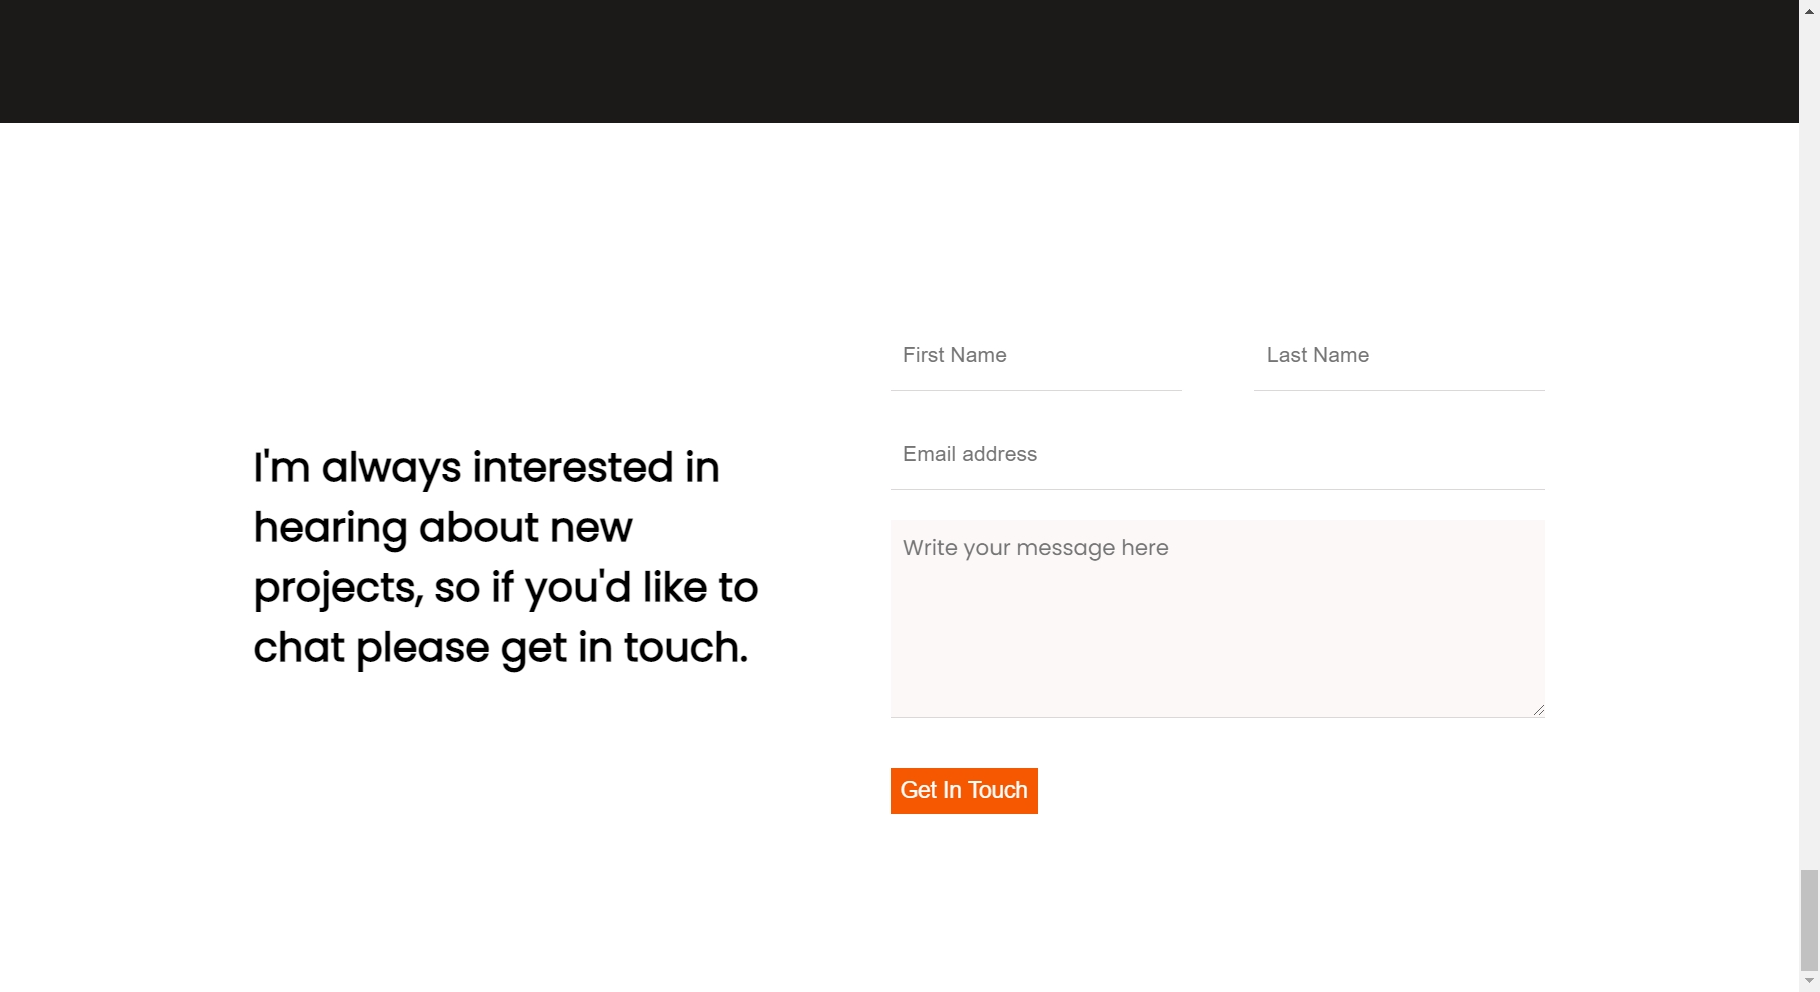 I'm always interested in
hearing about new
projects, so if you'd like to
chat please get in touch.
First Name
Last Name
Email address
Write your message here
Get In Touch